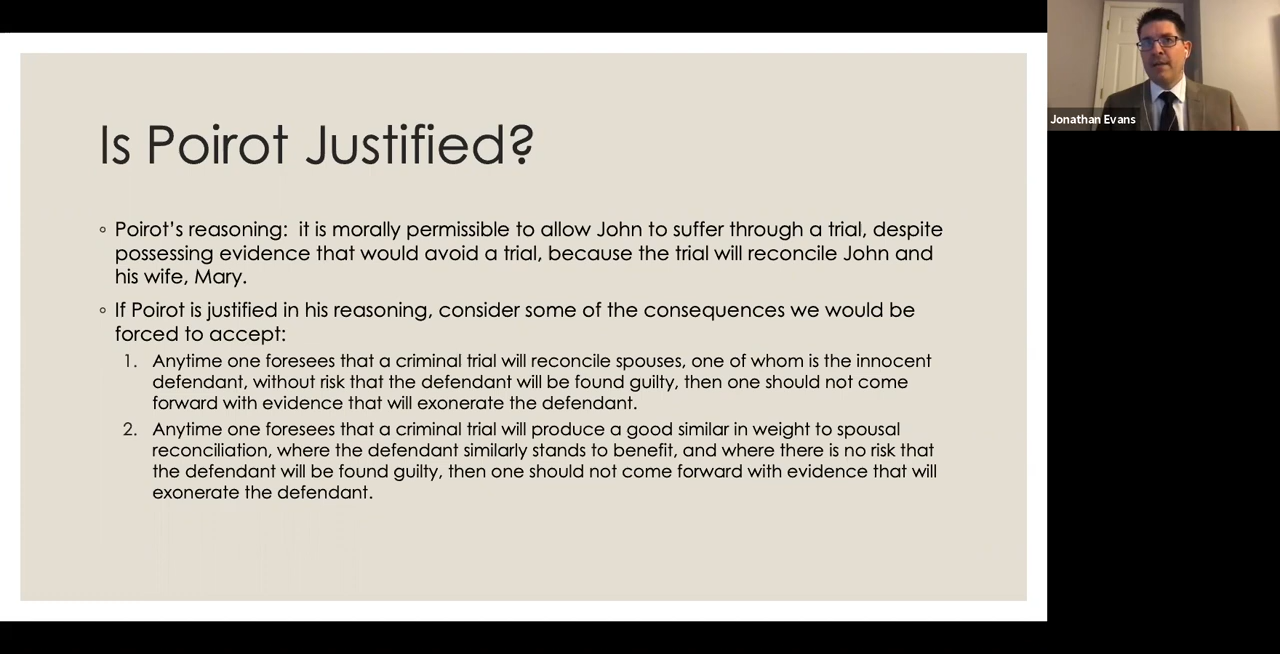 Is Poirot Justified?
Poirot's reasoning:  it is morally permissible to allow John to suffer through a trial, despite
possessing evidence that would avoid a trial, because the trial will reconcile John and
his wife, Mary.
If Poirot is justified in his reasoning, consider some of the consequences we would be
forced to accept:
1. Anytime one foresees that a criminal trial will reconcile spouses, one of whom is the innocent
defendant, without risk that the defendant will be found guilty, then one should not come
forward with evidence that will exonerate the defendant.
2. Anytime one foresees that a criminal trial will produce a good similar in weight to spousal
reconciliation, where the defendant similarly stands to benefit, and where there is no risk that
the defendant will be found guilty, then one should not come forward with evidence that will
exonerate the defendant.
Jonathan Evans